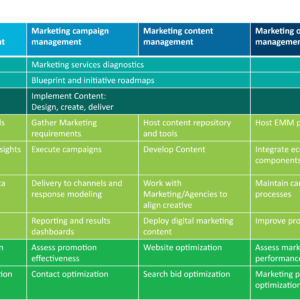 nt
Marketing campaign
management
Marketing content
management
Marketing o
management
Marketing services diagnostics
Blueprint and initiative roadmaps
Implement Content:
Design, create, deliver
ls
Gather Marketing
requirements
Host content repository
and tools
Host EMM p
sights
Execute campaigns
Develop Content
Integrate ec
components
ta
Delivery to channels and
response modeling
Work with
Marketing/Agencies to
align creative
Maintain ca
processes
Reporting and results
dashboards
Deploy digital marketing
content
Improve pro
n
Assess promotion
effectiveness
Website optimization
Assess mark
performanc
tion
Contact optimization
Search bid optimization
Marketing p
optimization